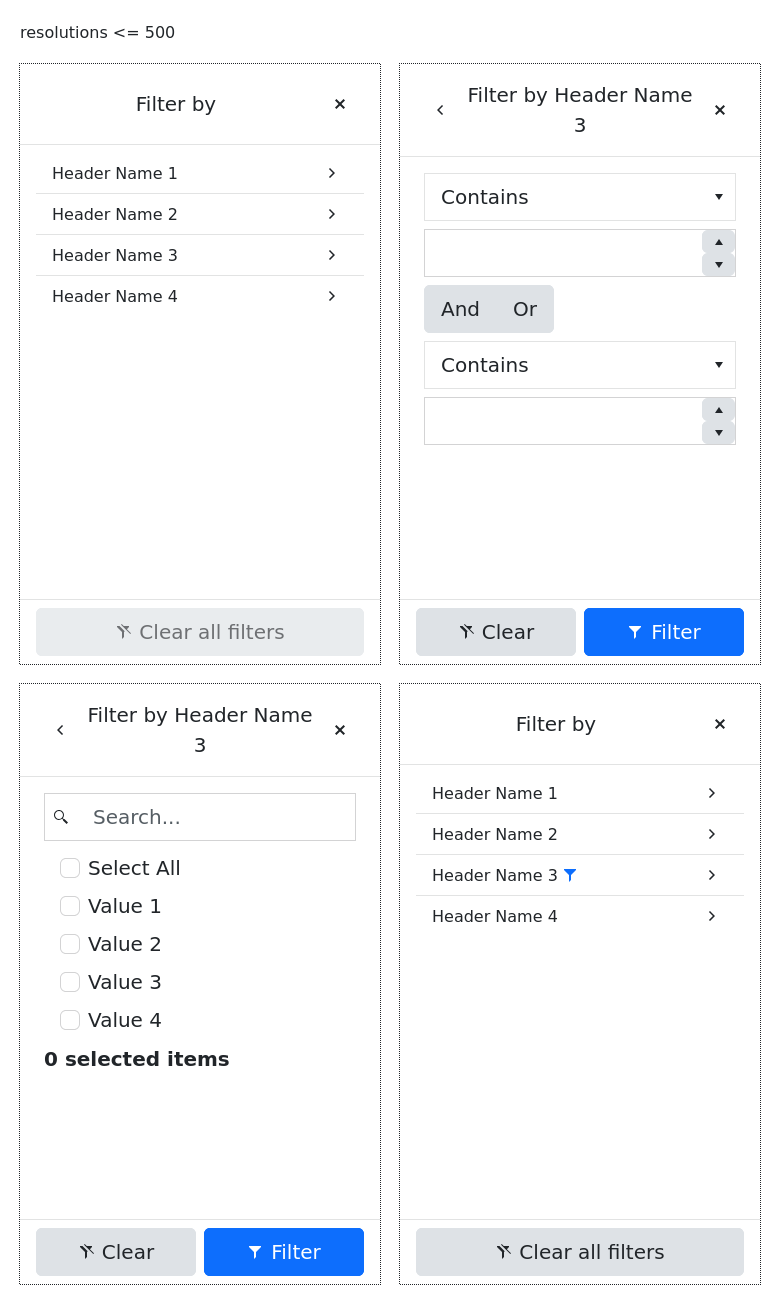 resolutions <= 500
Filter by
Header Name 1
Header Name 2
Header Name 3
Header Name 4
Clear all filters
Filter by Header Name
3
Contains
And Or
Contains
Clear
Filter
Filter by Header Name
3
Search...
Select All
Value 1
Value 2
Value 3
Value 4
0 selected items
Clear
Filter
Filter by
Header Name 1
Header Name 2
Header Name 3
Header Name 4
Clear all filters